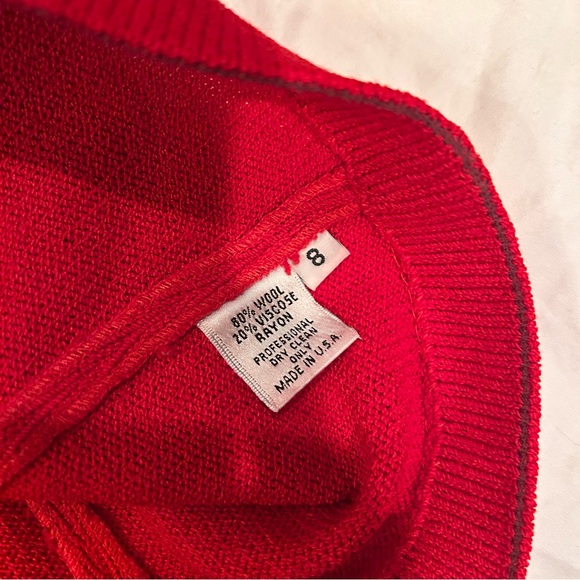 8
80% WOOL
20% VISCOSE
RAYON
PROFESSIONAL
DRY CLEAN
ONLY
MADE IN U.S.A.